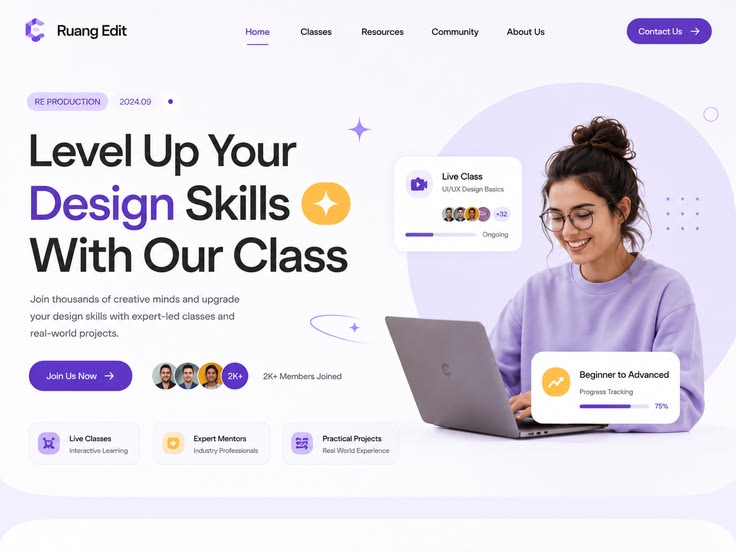 Ruang Edit
Home
Classes
Resources
Community
About Us
Contact Us
RE PRODUCTION
2024.09
Level Up Your
Design Skills
With Our Class
Join thousands of creative minds and upgrade
your design skills with expert-led classes and
real-world projects.
Join Us Now
2K+
2K+ Members Joined
Live Classes
Interactive Learning
Expert Mentors
Industry Professionals
Practical Projects
Real World Experience
Live Class
UI/UX Design Basics
+32
Ongoing
Beginner to Advanced
Progress Tracking
75%